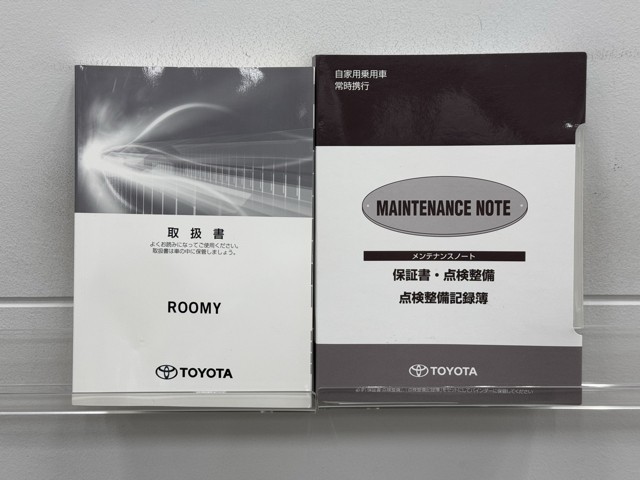 取扱書
よくお読みになってご使用ください。
取扱書は車の中に保管しましょう。
ROOMY
TOYOTA
自家用乗用車
常時携行
MAINTENANCE NOTE
メンテナンスノート
保証書・点検整備
点検整備記録簿
TOYOTA